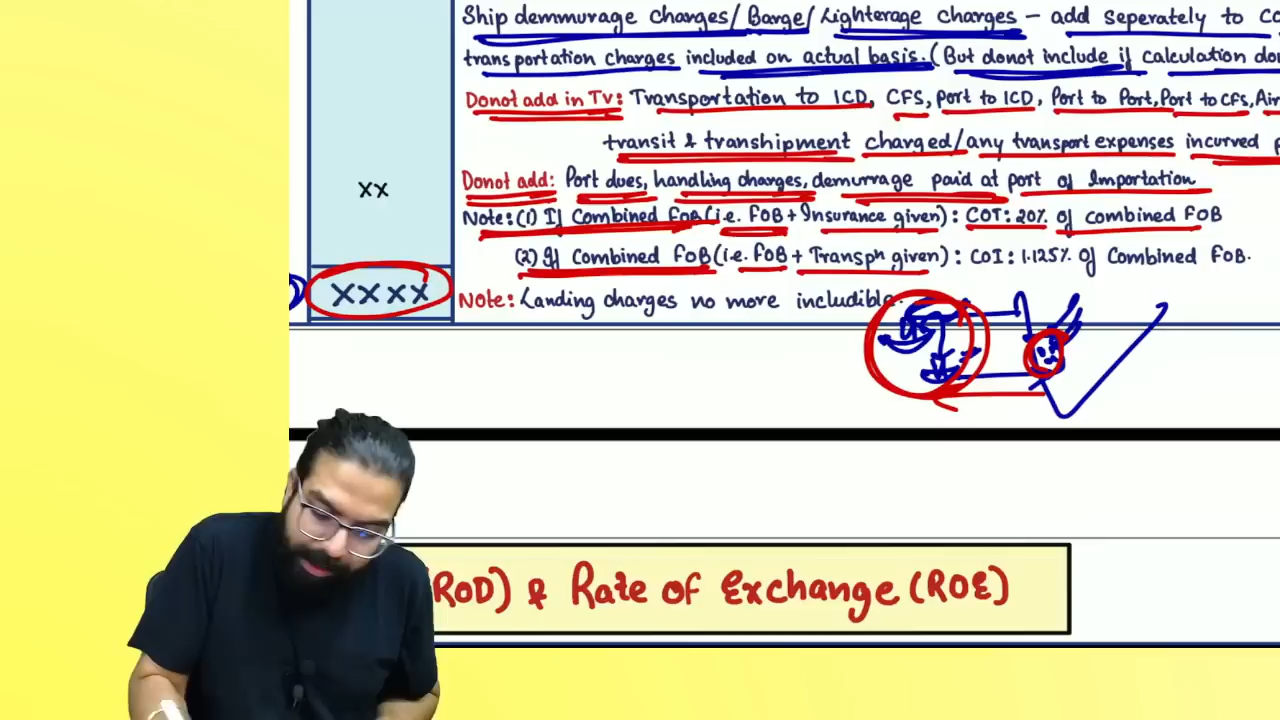 Ship demmurage charges/ Barge/ Lighterage charges - add seperately to
transportation charges included on actual basis. (But donot include if calculation
Donot add in TV: Transportation to ICD, CFS, port to ICD, Port to Port, Port to CFS,
transit & transhipment charged/any transport expenses incurred
xx
Donot add: Port dues, handling charges, demurrage paid at port of Importation
Note: (1) If Combined FOB (i.e. FOB + Insurance given) : COT: 20% of combined FOB
(2) If Combined FOB (i.e. FOB + Transpn given) : COI : 1.125% of Combined FOB.
xxxx
Note: Landing charges no more includible.
ROD) & Rate of Exchange (ROE)